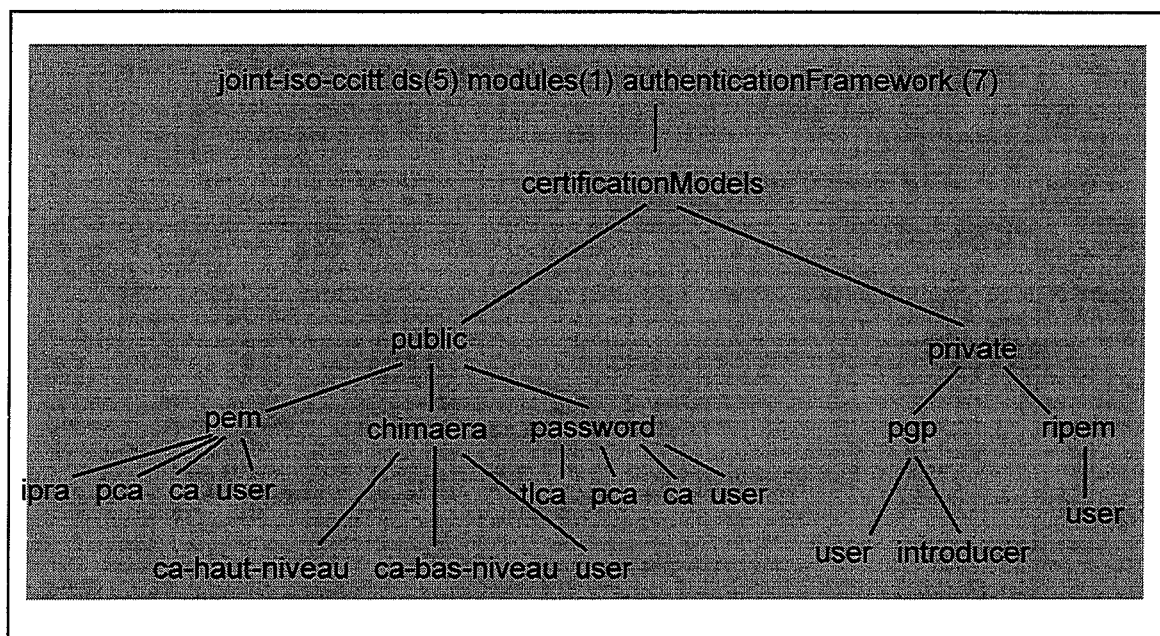 joint-iso-ccitt ds(5) modules(1) authenticationFramework (7)
certificationModels
public
private
pem
chimaera
password
pgp
ripem
ipra pca ca user
tlca pca ca user
user
ca-haut-niveau ca-bas-niveau user
user introducer